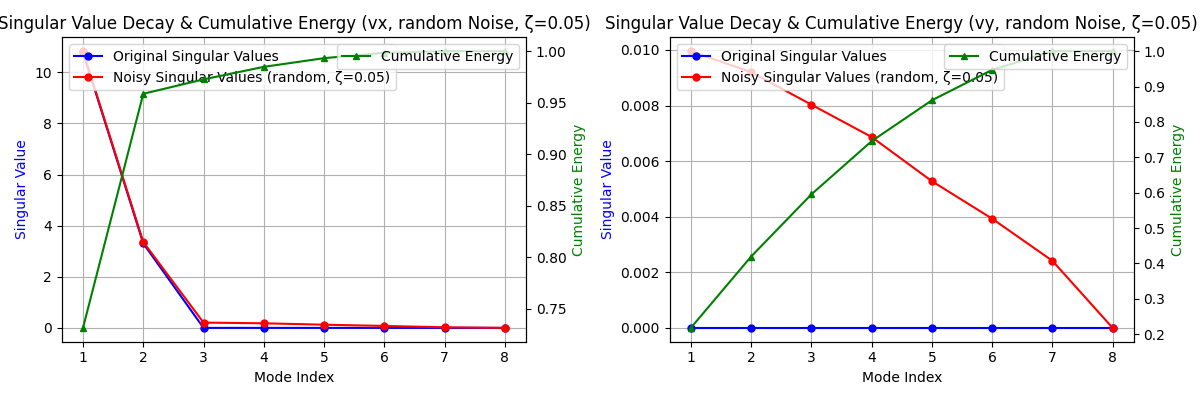 Singular Value Decay & Cumulative Energy (vx, random Noise, ζ=0.05)
Original Singular Values
Noisy Singular Values (random, ζ=0.05)
Cumulative Energy
Singular Value
10
8
6
4
2
0
1 2 3 4 5 6 7 8
Mode Index
1.00
0.95
0.90
0.85
0.80
0.75
Cumulative Energy
Singular Value Decay & Cumulative Energy (vy, random Noise, ζ=0.05)
Original Singular Values
Noisy Singular Values (random, ζ=0.05)
Cumulative Energy
Singular Value
0.010
0.008
0.006
0.004
0.002
0.000
1 2 3 4 5 6 7 8
Mode Index
1.0
0.9
0.8
0.7
0.6
0.5
0.4
0.3
0.2
Cumulative Energy